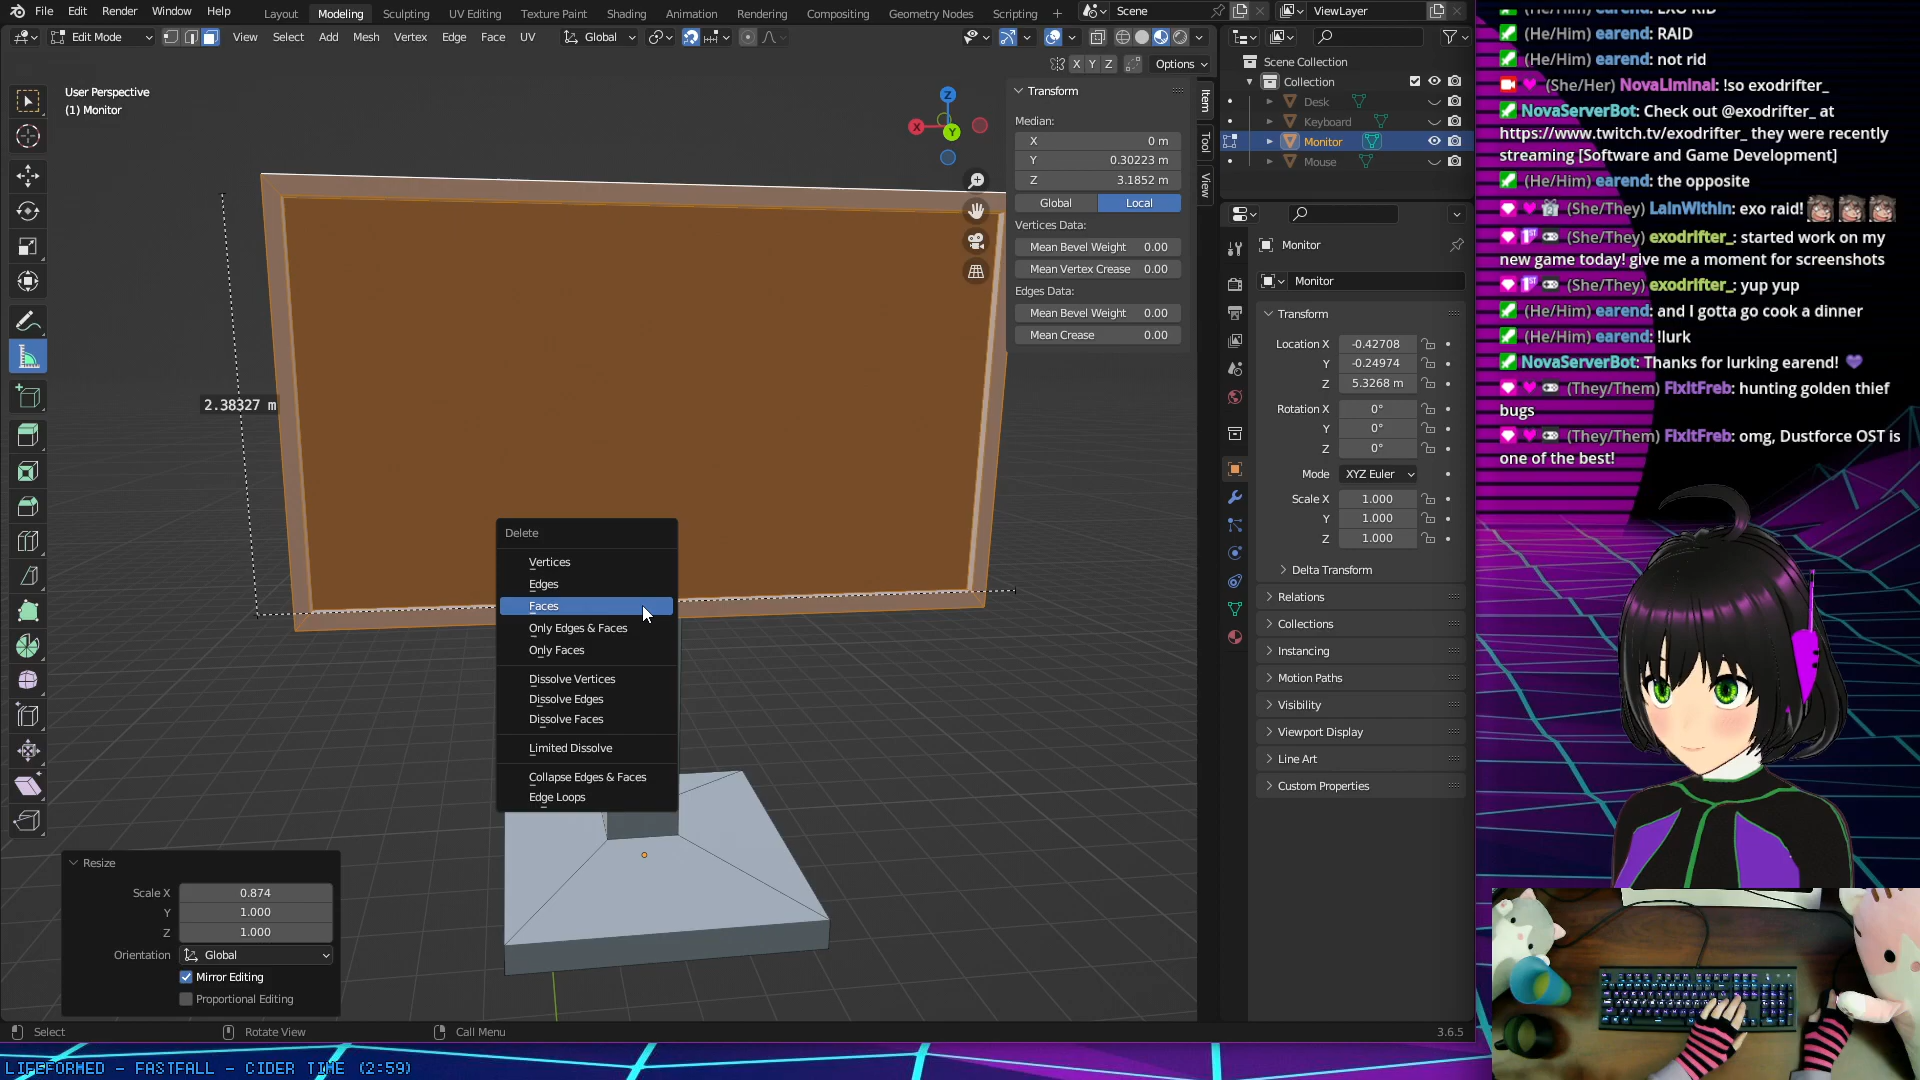 File Edit Render Window Help
Layout Modeling Sculpting UV Editing Texture Paint Shading Animation Rendering Compositing Geometry Nodes Scripting +
Scene
ViewLayer
Edit Mode
View Select Add Mesh Vertex Edge Face UV
Global
X Y Z
Options
User Perspective
(1) Monitor
Z
X
Y
2.38327 m
Transform
Median:
X 0 m
Y 0.30223 m
Z 3.1852 m
Global Local
Vertices Data:
Mean Bevel Weight 0.00
Mean Vertex Crease 0.00
Edges Data:
Mean Bevel Weight 0.00
Mean Crease 0.00
Item
Tool
View
Delete
Vertices
Edges
Faces
Only Edges & Faces
Only Faces
Dissolve Vertices
Dissolve Edges
Dissolve Faces
Limited Dissolve
Collapse Edges & Faces
Edge Loops
Resize
Scale X 0.874
Y 1.000
Z 1.000
Orientation Global
Mirror Editing
Proportional Editing
Select
Rotate View
Call Menu
3.6.5
Scene Collection
Collection
Desk
Keyboard
Monitor
Mouse
Monitor
Monitor
Transform
Location X -0.42708
Y -0.24974
Z 5.3268 m
Rotation X 0°
Y 0°
Z 0°
Mode XYZ Euler
Scale X 1.000
Y 1.000
Z 1.000
Delta Transform
Relations
Collections
Instancing
Motion Paths
Visibility
Viewport Display
Line Art
Custom Properties
(He/Him) earend: EXO RID
(He/Him) earend: RAID
(He/Him) earend: not rid
(She/Her) NovaLiminal: !so exodrifter_
NovaServerBot: Check out @exodrifter_ at
https://www.twitch.tv/exodrifter_ they were recently
streaming [Software and Game Development]
(He/Him) earend: the opposite
(She/They) LainWithin: exo raid!
(She/They) exodrifter_: started work on my
new game today! give me a moment for screenshots
(She/They) exodrifter_: yup yup
(He/Him) earend: and I gotta go cook a dinner
(He/Him) earend: !lurk
NovaServerBot: Thanks for lurking earend!
(They/Them) FixitFreb: hunting golden thief
bugs
(They/Them) FixitFreb: omg, Dustforce OST is
one of the best!
LIFEFORMED - FASTFALL - CIDER TIME (2:59)